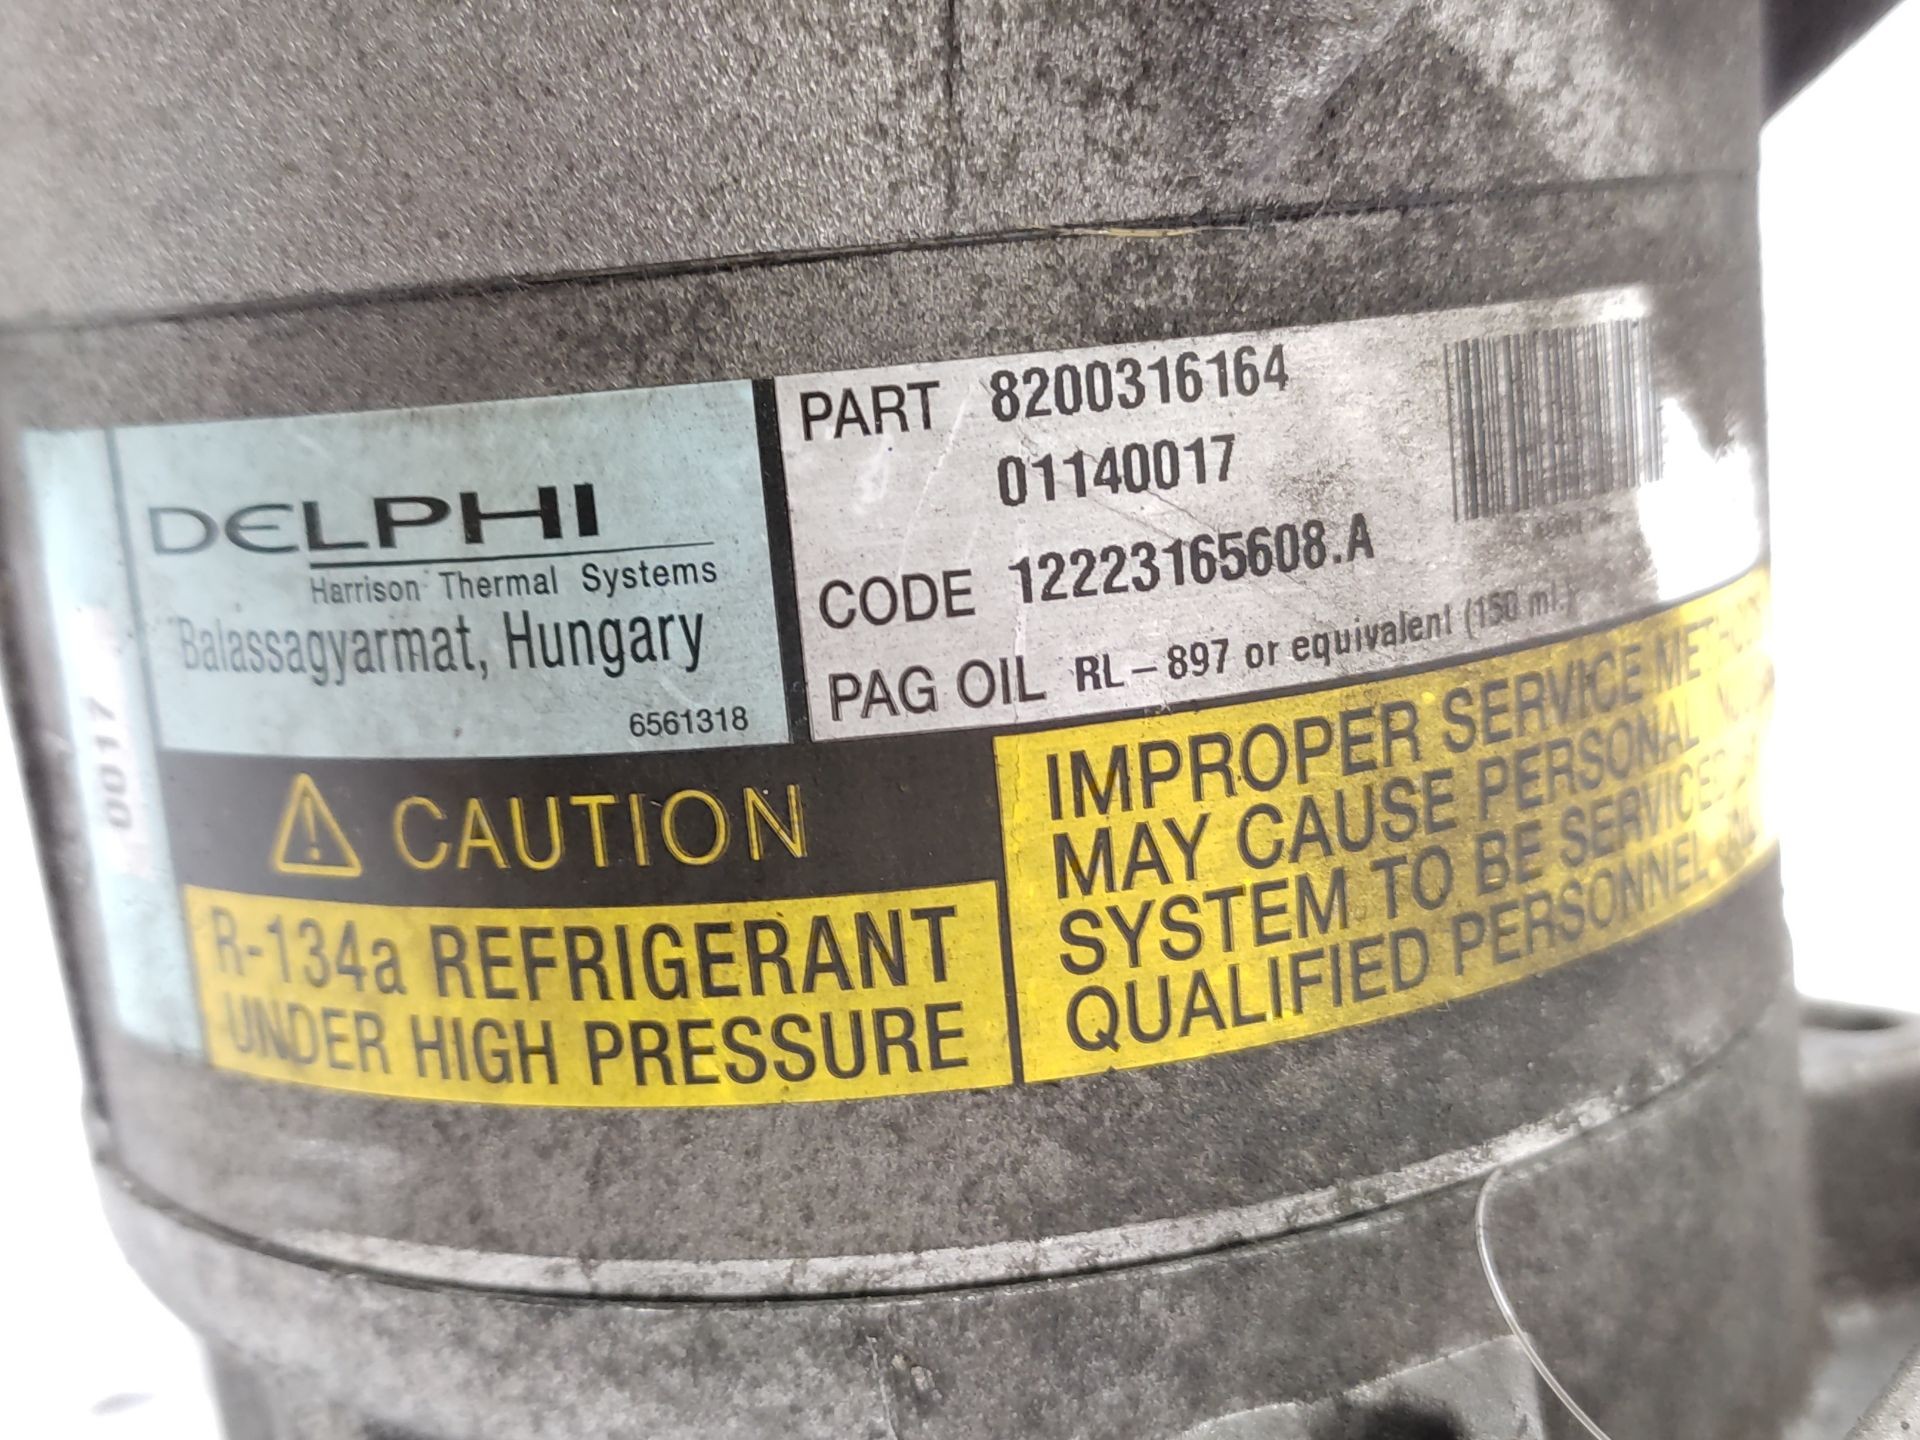 DELPHI
Harrison Thermal Systems
Balassagyarmat, Hungary
6561318
0017
PART 8200316164
01140017
CODE 12223165608.A
PAG OIL RL-897 or equivalent (150 ml.)
CAUTION
R-134a REFRIGERANT
UNDER HIGH PRESSURE
IMPROPER SERVICE
MAY CAUSE PERSONAL
SYSTEM TO BE SERVICED
QUALIFIED PERSONNEL